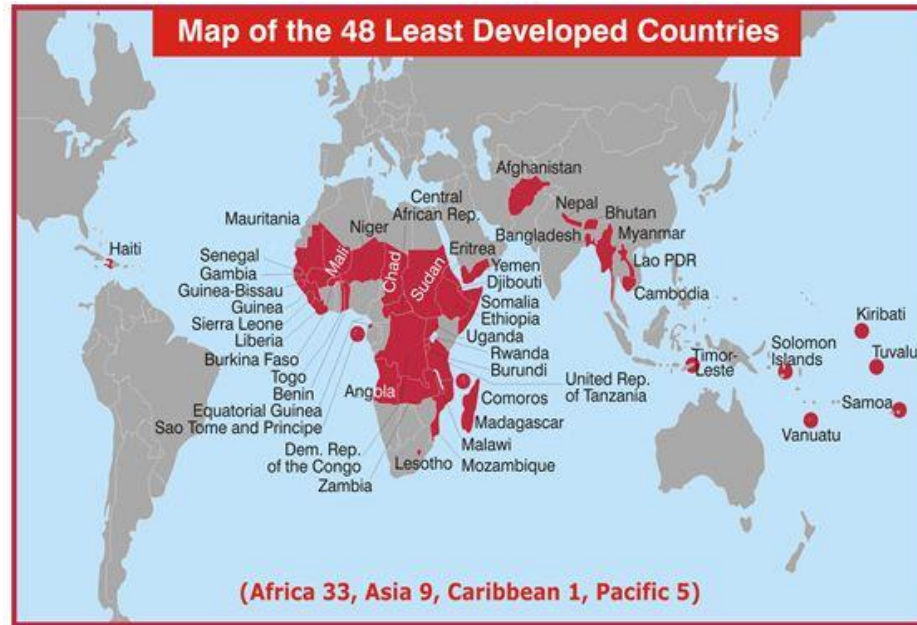 Map of the 48 Least Developed Countries
Afghanistan
Nepal
Bhutan
Bangladesh
Myanmar
Lao PDR
Cambodia
Central
African Rep.
Mauritania
Niger
Mali
Chad
Sudan
Eritrea
Yemen
Djibouti
Somalia
Ethiopia
Uganda
Rwanda
Burundi
United Rep.
of Tanzania
Haiti
Senegal
Gambia
Guinea-Bissau
Guinea
Sierra Leone
Liberia
Burkina Faso
Togo
Benin
Equatorial Guinea
Sao Tome and Principe
Angola
Dem. Rep.
of the Congo
Zambia
Lesotho
Comoros
Madagascar
Malawi
Mozambique
Timor-
Leste
Solomon
Islands
Kiribati
Tuvalu
Samoa
Vanuatu
(Africa 33, Asia 9, Caribbean 1, Pacific 5)